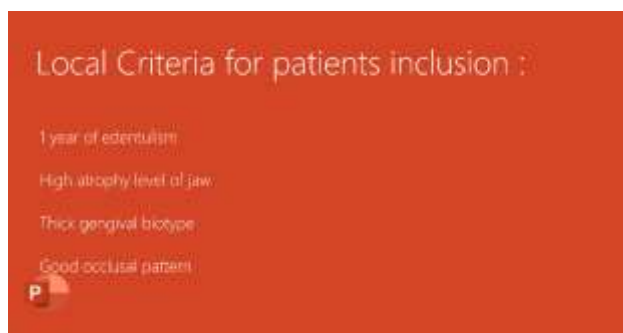 Local Criteria for patients inclusion :
1 year of edentulism
High atrophy level of jaw
Thick gengival biotype
Good occlusal pattern
P